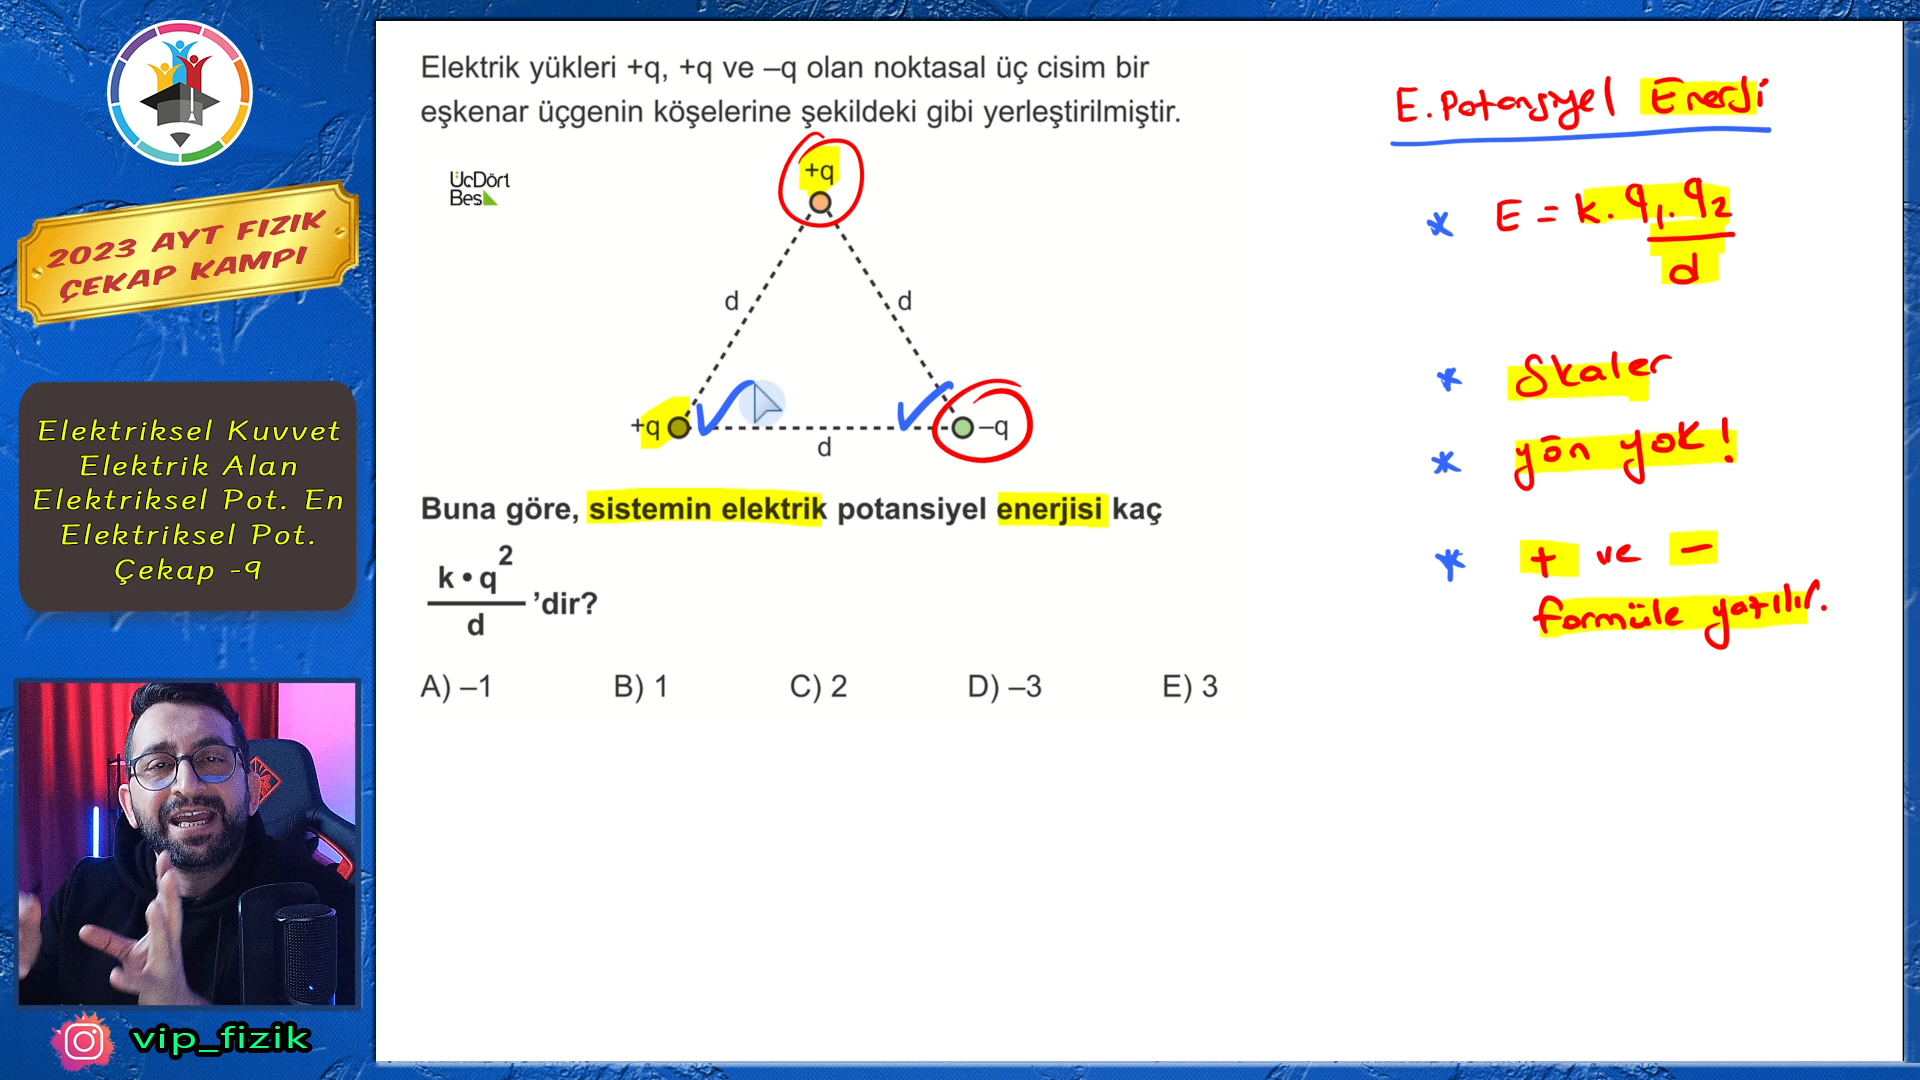 2023 AYT FIZIK
ÇEKAP KAMPI
Elektriksel Kuvvet
Elektrik Alan
Elektriksel Pot. En
Elektriksel Pot.
Çekap -9
vip_fizik
Elektrik yükleri +q, +q ve –q olan noktasal üç cisim bir
eşkenar üçgenin köşelerine şekildeki gibi yerleştirilmiştir.
ÜçDört
Beş
+q
d
d
+q
–q
d
Buna göre, sistemin elektrik potansiyel enerjisi kaç
k • q²
d
'dir?
A) –1 B) 1 C) 2 D) –3 E) 3
E. Potansiyel Enerji
* E = k. q₁. q₂
d
* Skaler
* yön yok!
* + ve –
formüle yazılır.